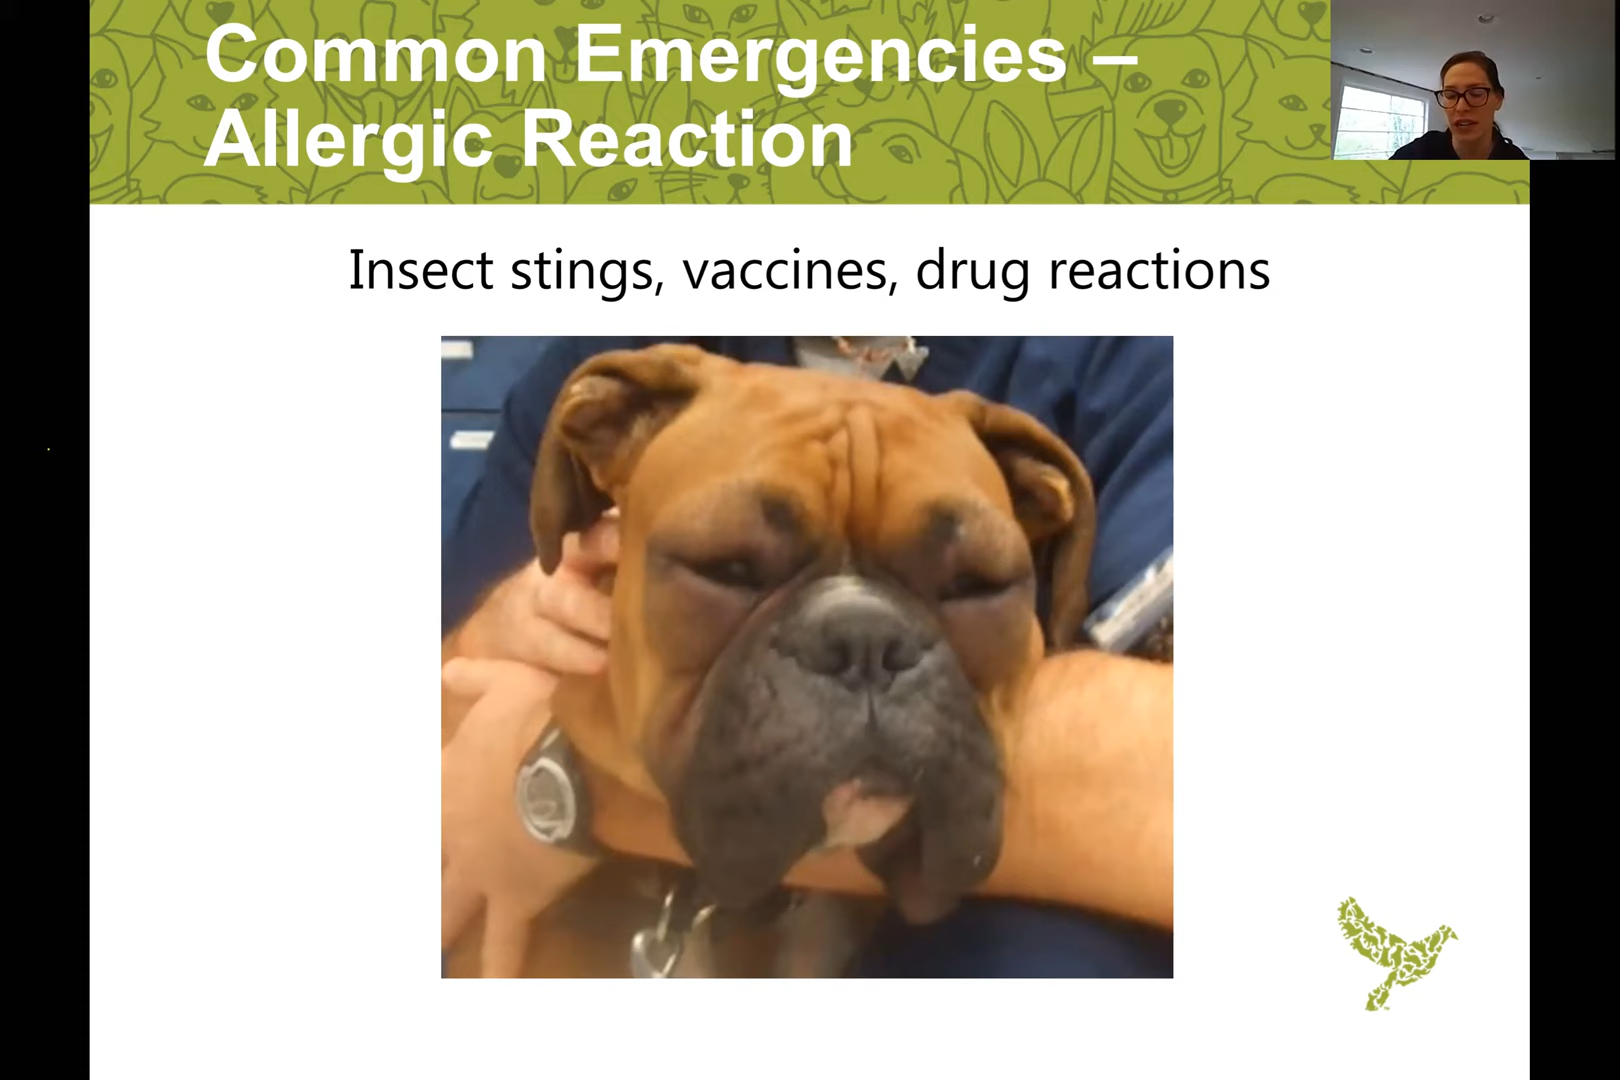 Common Emergencies –
Allergic Reaction
Insect stings, vaccines, drug reactions